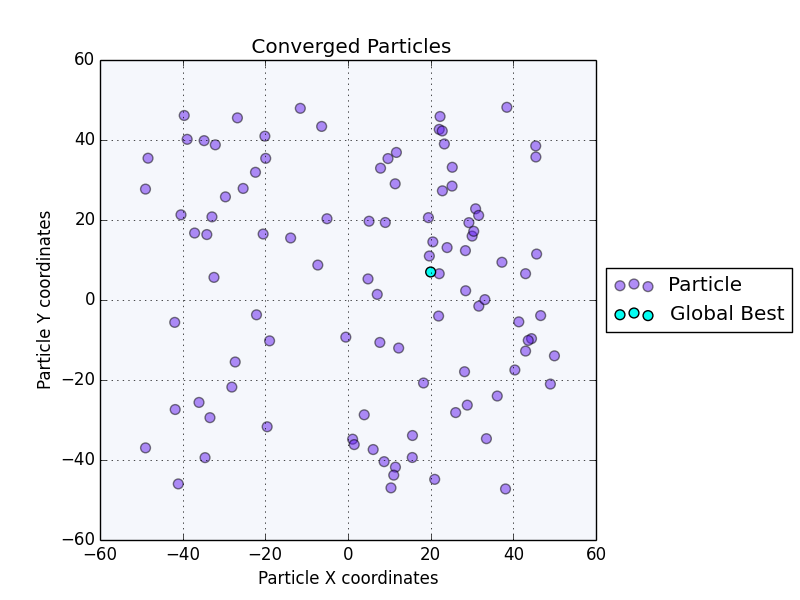 Converged Particles
60
40
20
0
−20
−40
−60
−60 −40 −20 0 20 40 60
Particle Y coordinates
Particle X coordinates
Particle
Global Best